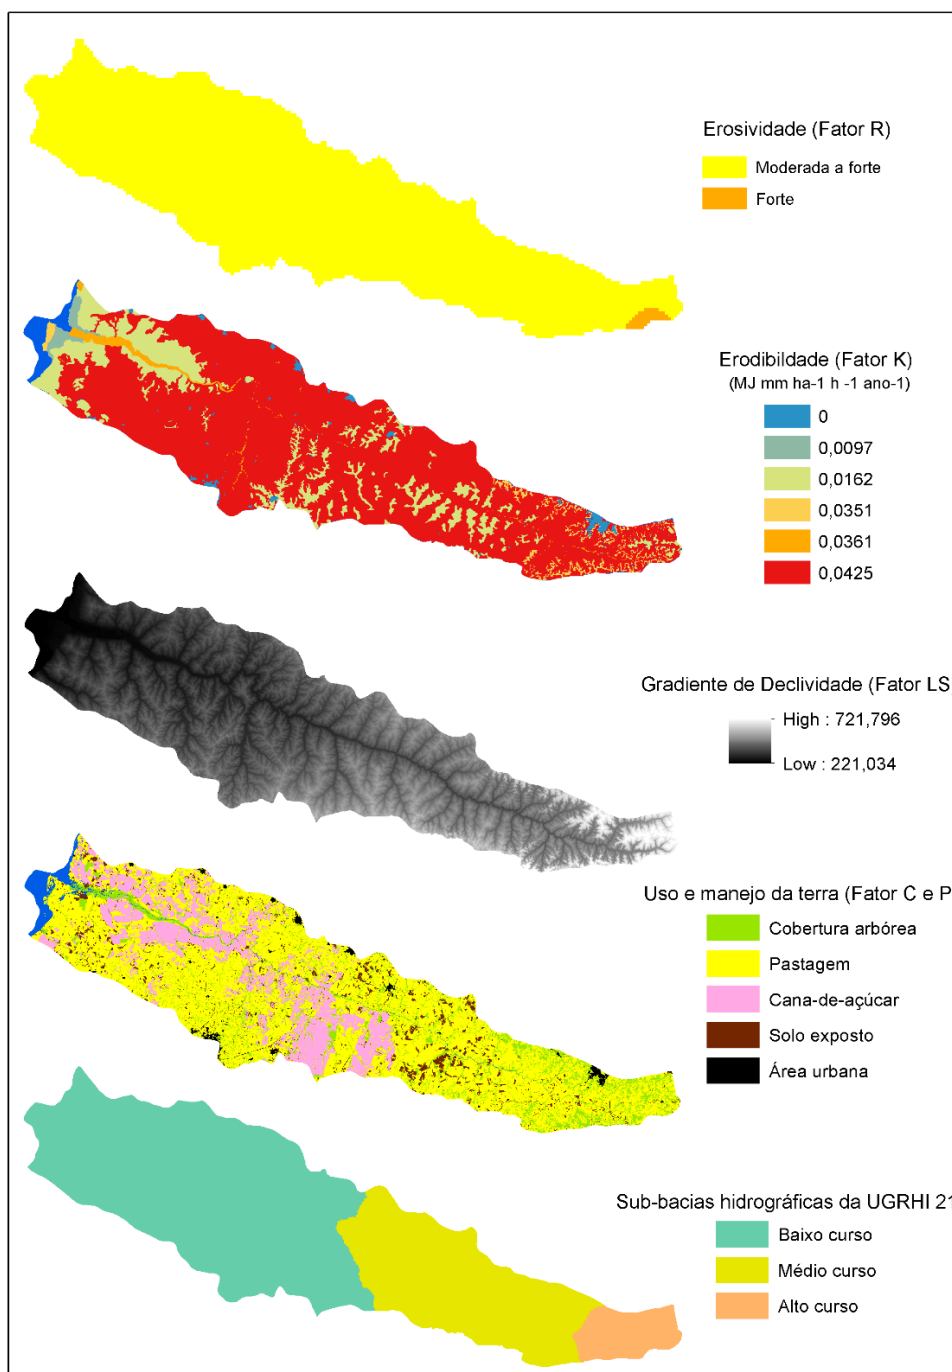 Erosividade (Fator R)
Moderada a forte
Forte
Erodibildade (Fator K)
(MJ mm ha-1 h -1 ano-1)
0
0,0097
0,0162
0,0351
0,0361
0,0425
Gradiente de Declividade (Fator LS
High : 721,796
Low : 221,034
Uso e manejo da terra (Fator C e P
Cobertura arbórea
Pastagem
Cana-de-açúcar
Solo exposto
Área urbana
Sub-bacias hidrográficas da UGRHI 21
Baixo curso
Médio curso
Alto curso